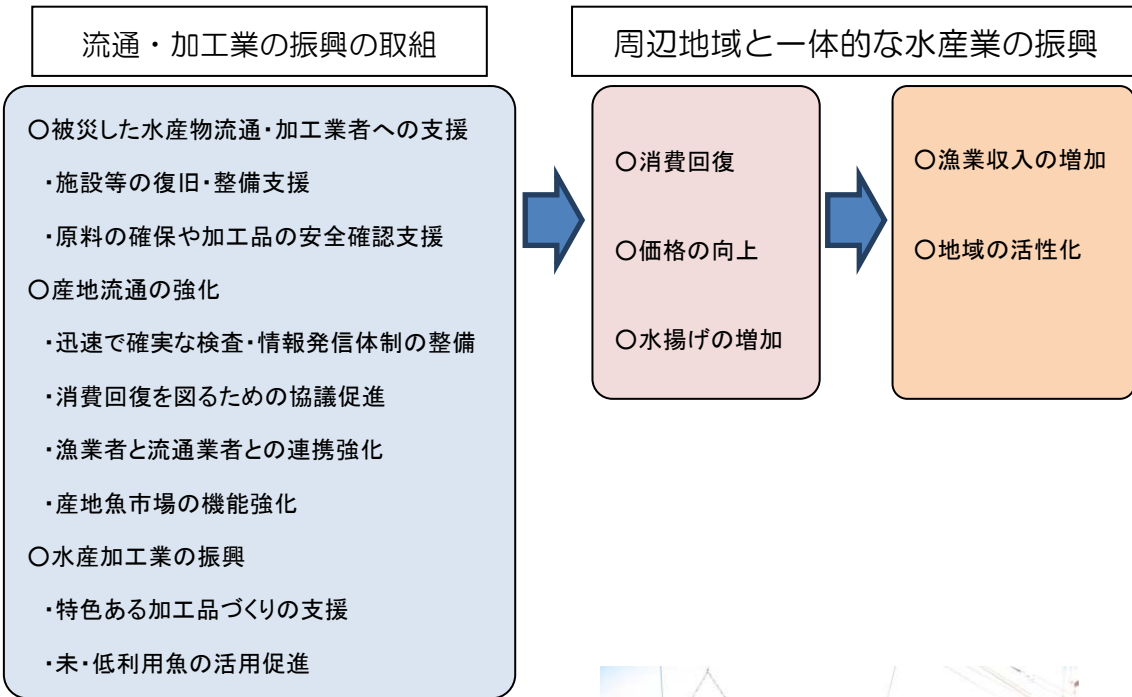 流通・加工業の振興の取組
〇被災した水産物流通・加工業者への支援
・施設等の復旧・整備支援
・原料の確保や加工品の安全確認支援
〇産地流通の強化
・迅速で確実な検査・情報発信体制の整備
・消費回復を図るための協議促進
・漁業者と流通業者との連携強化
・産地魚市場の機能強化
〇水産加工業の振興
・特色ある加工品づくりの支援
・未・低利用魚の活用促進
周辺地域と一体的な水産業の振興
〇消費回復
〇価格の向上
〇水揚げの増加
〇漁業収入の増加
〇地域の活性化